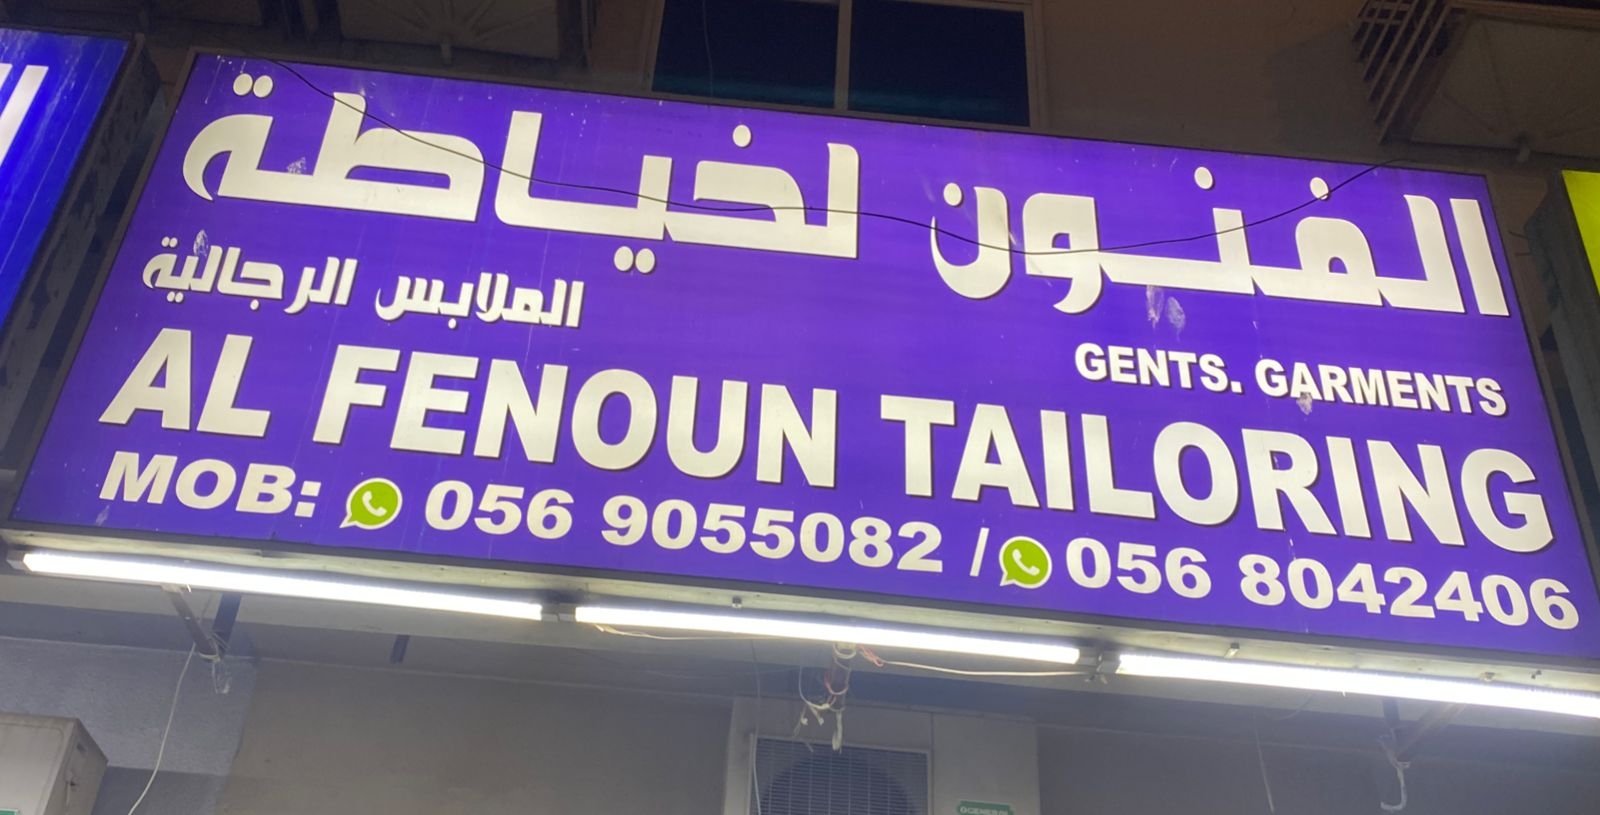 الفنون لخياطة
الملابس الرجالية
GENTS. GARMENTS
AL FENOUN TAILORING
MOB: 056 9055082 / 056 8042406